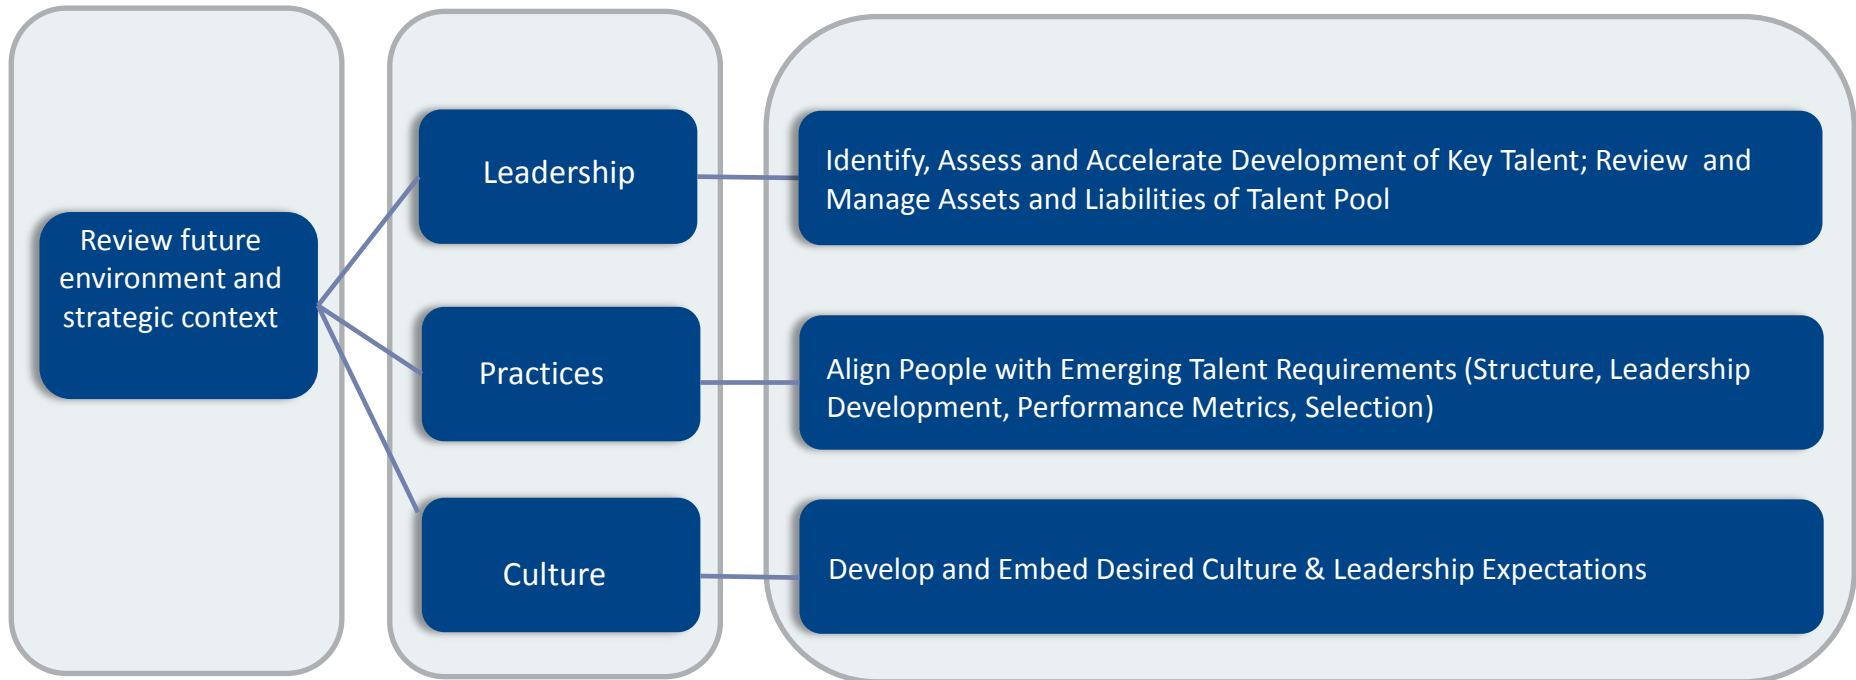 Review future
environment and
strategic context
Leadership
Identify, Assess and Accelerate Development of Key Talent; Review  and
Manage Assets and Liabilities of Talent Pool
Practices
Align People with Emerging Talent Requirements (Structure, Leadership
Development, Performance Metrics, Selection)
Culture
Develop and Embed Desired Culture & Leadership Expectations